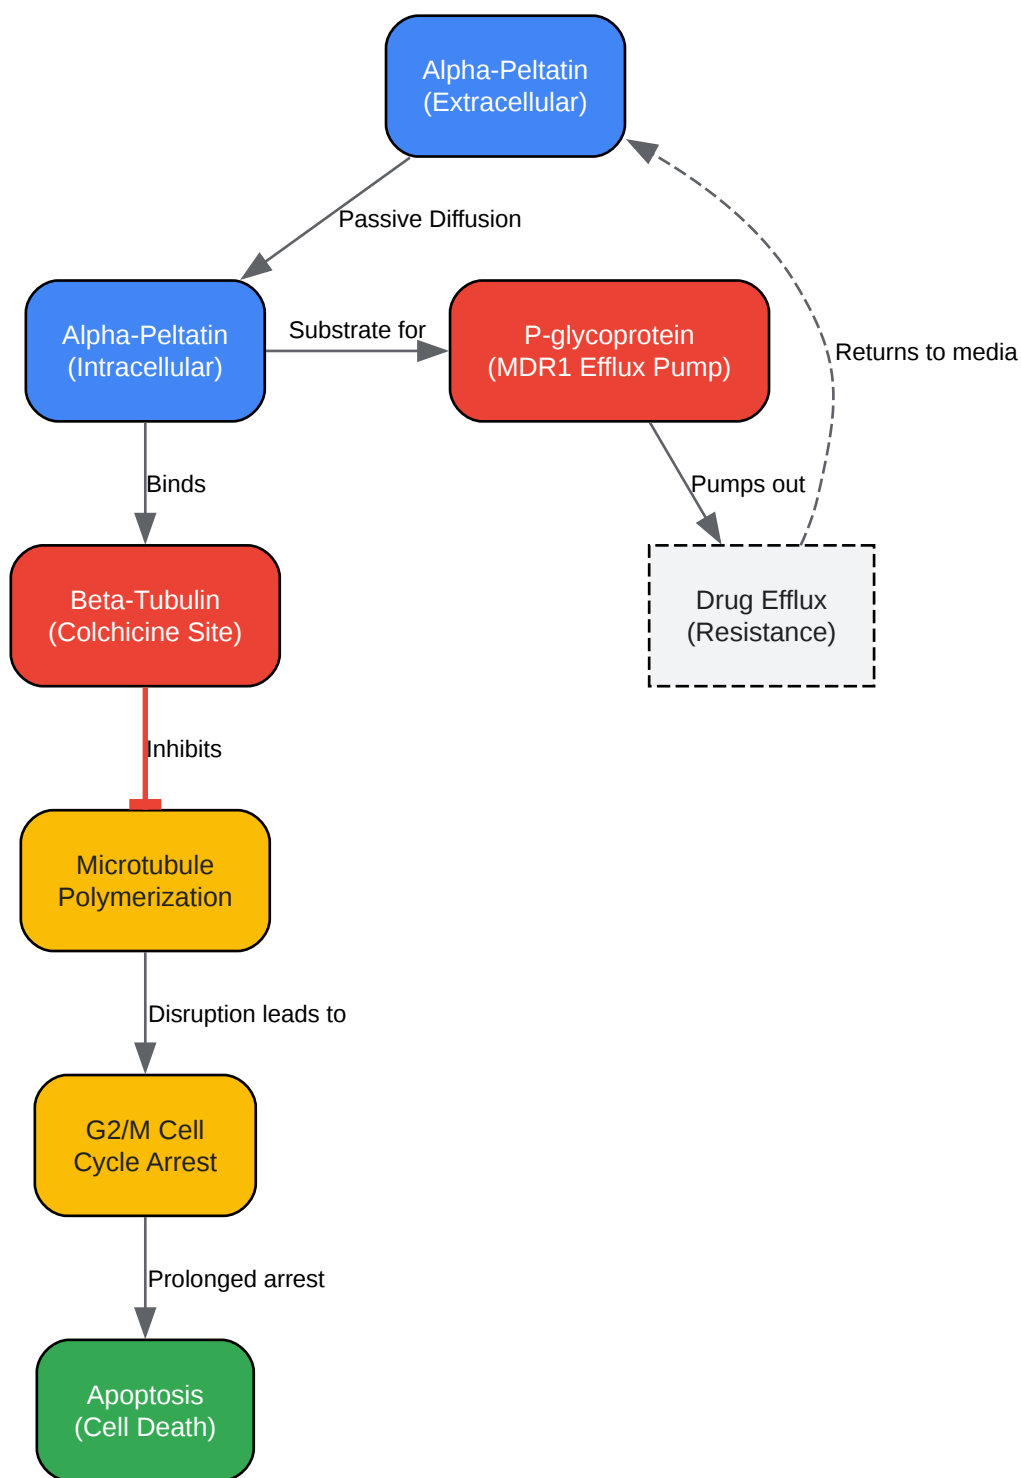 Alpha-Peltatin
(Extracellular)
Passive Diffusion
Alpha-Peltatin
(Intracellular)
Substrate for
P-glycoprotein
(MDR1 Efflux Pump)
Returns to media
Binds
Pumps out
Beta-Tubulin
(Colchicine Site)
Drug Efflux
(Resistance)
Inhibits
Microtubule
Polymerization
Disruption leads to
G2/M Cell
Cycle Arrest
Prolonged arrest
Apoptosis
(Cell Death)